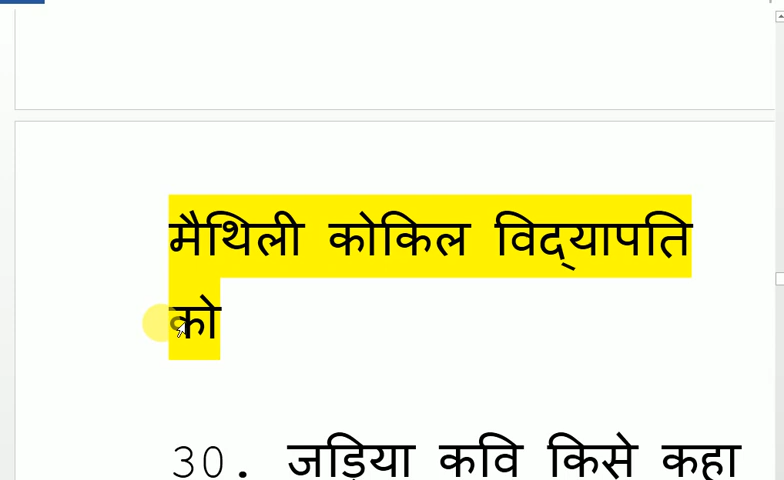 मैथिली कोकिल विद्यापति
को
30. जड़िया कवि किसे कहा